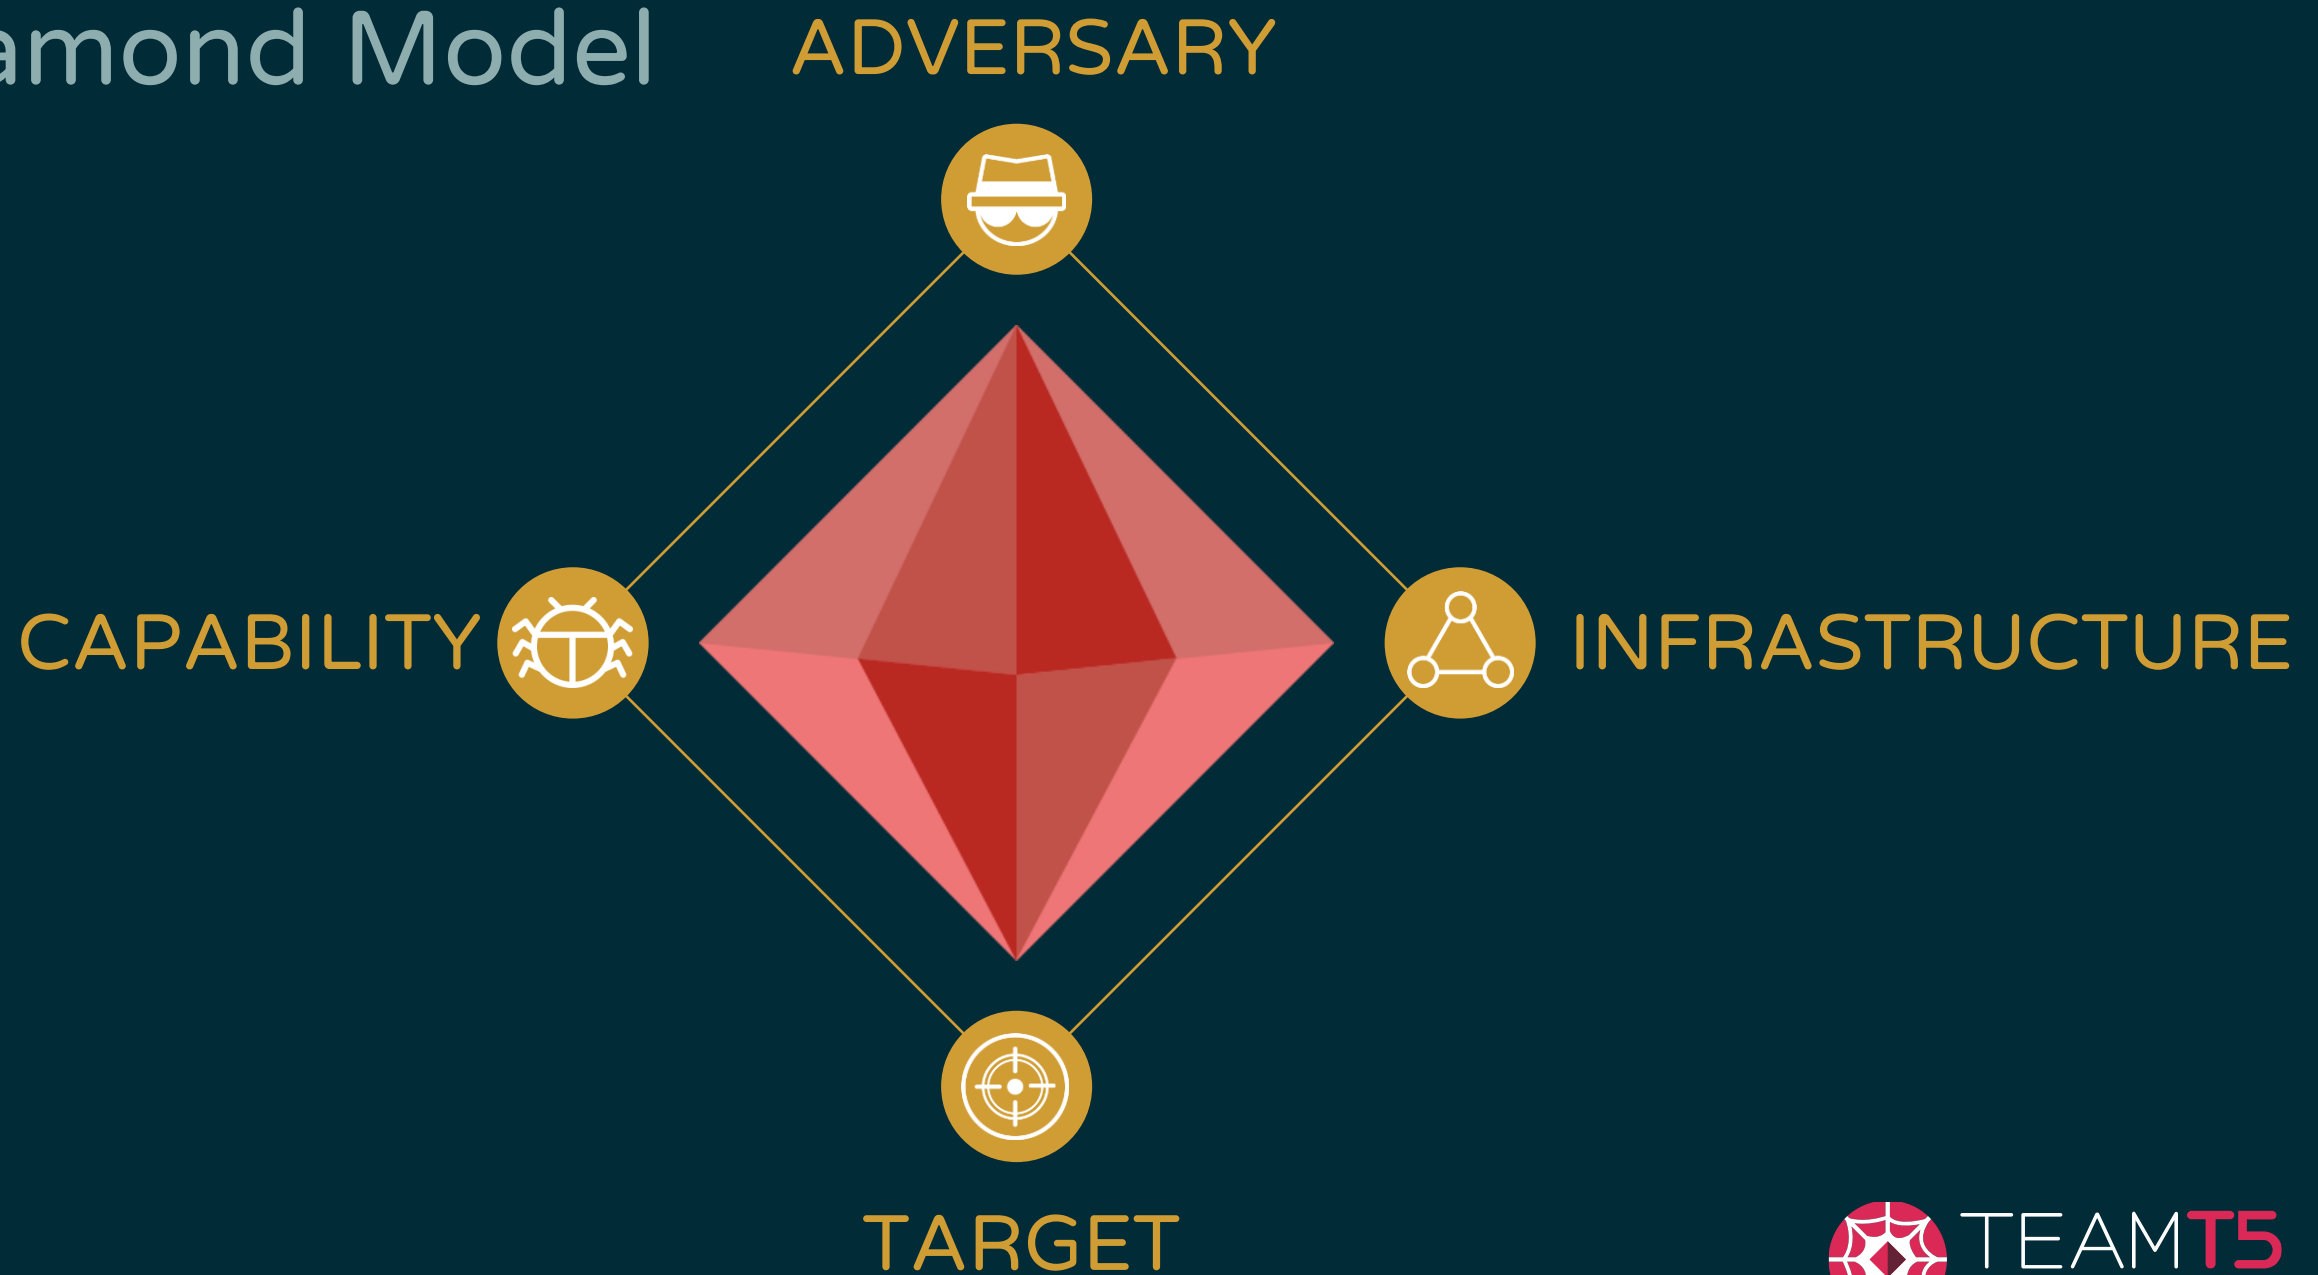 amond Model
ADVERSARY
CAPABILITY
INFRASTRUCTURE
TARGET
TEAMT5